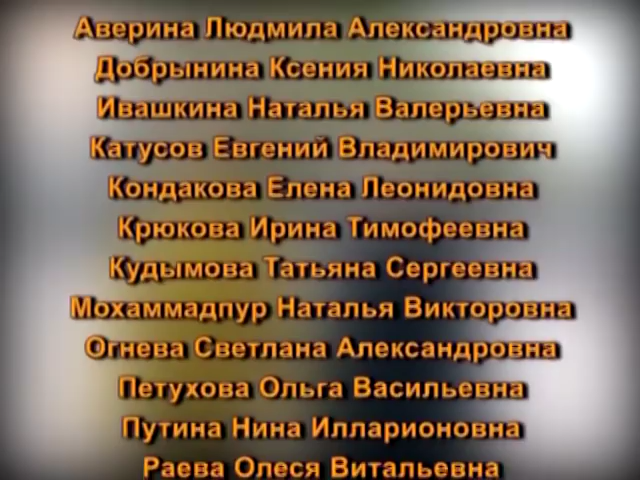 Аверина Людмила Александровна
Добрынина Ксения Николаевна
Ивашкина Наталья Валерьевна
Катусов Евгений Владимирович
Кондакова Елена Леонидовна
Крюкова Ирина Тимофеевна
Кудымова Татьяна Сергеевна
Мохаммадпур Наталья Викторовна
Огнева Светлана Александровна
Петухова Ольга Васильевна
Путина Нина Илларионовна
Раева Олеся Витальевна